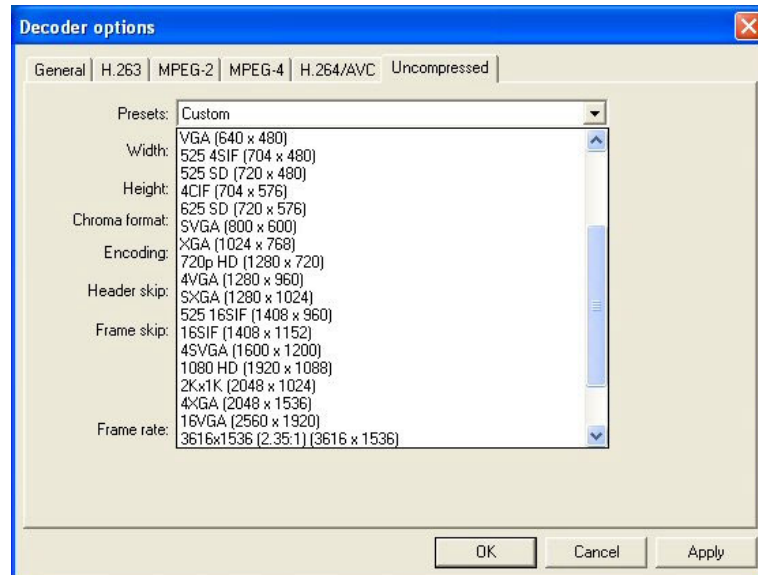 Decoder options
General H.263 MPEG-2 MPEG-4 H.264/AVC Uncompressed
Presets: Custom
Width:
Height:
Chroma format:
Encoding:
Header skip:
Frame skip:
Frame rate:
VGA (640 x 480)
525 4SIF (704 x 480)
525 SD (720 x 480)
4CIF (704 x 576)
625 SD (720 x 576)
SVGA (800 x 600)
XGA (1024 x 768)
720p HD (1280 x 720)
4VGA (1280 x 960)
SXGA (1280 x 1024)
525 16SIF (1408 x 960)
16SIF (1408 x 1152)
4SVGA (1600 x 1200)
1080 HD (1920 x 1088)
2Kx1K (2048 x 1024)
4XGA (2048 x 1536)
16VGA (2560 x 1920)
3616x1536 (2.35:1) (3616 x 1536)
OK Cancel Apply